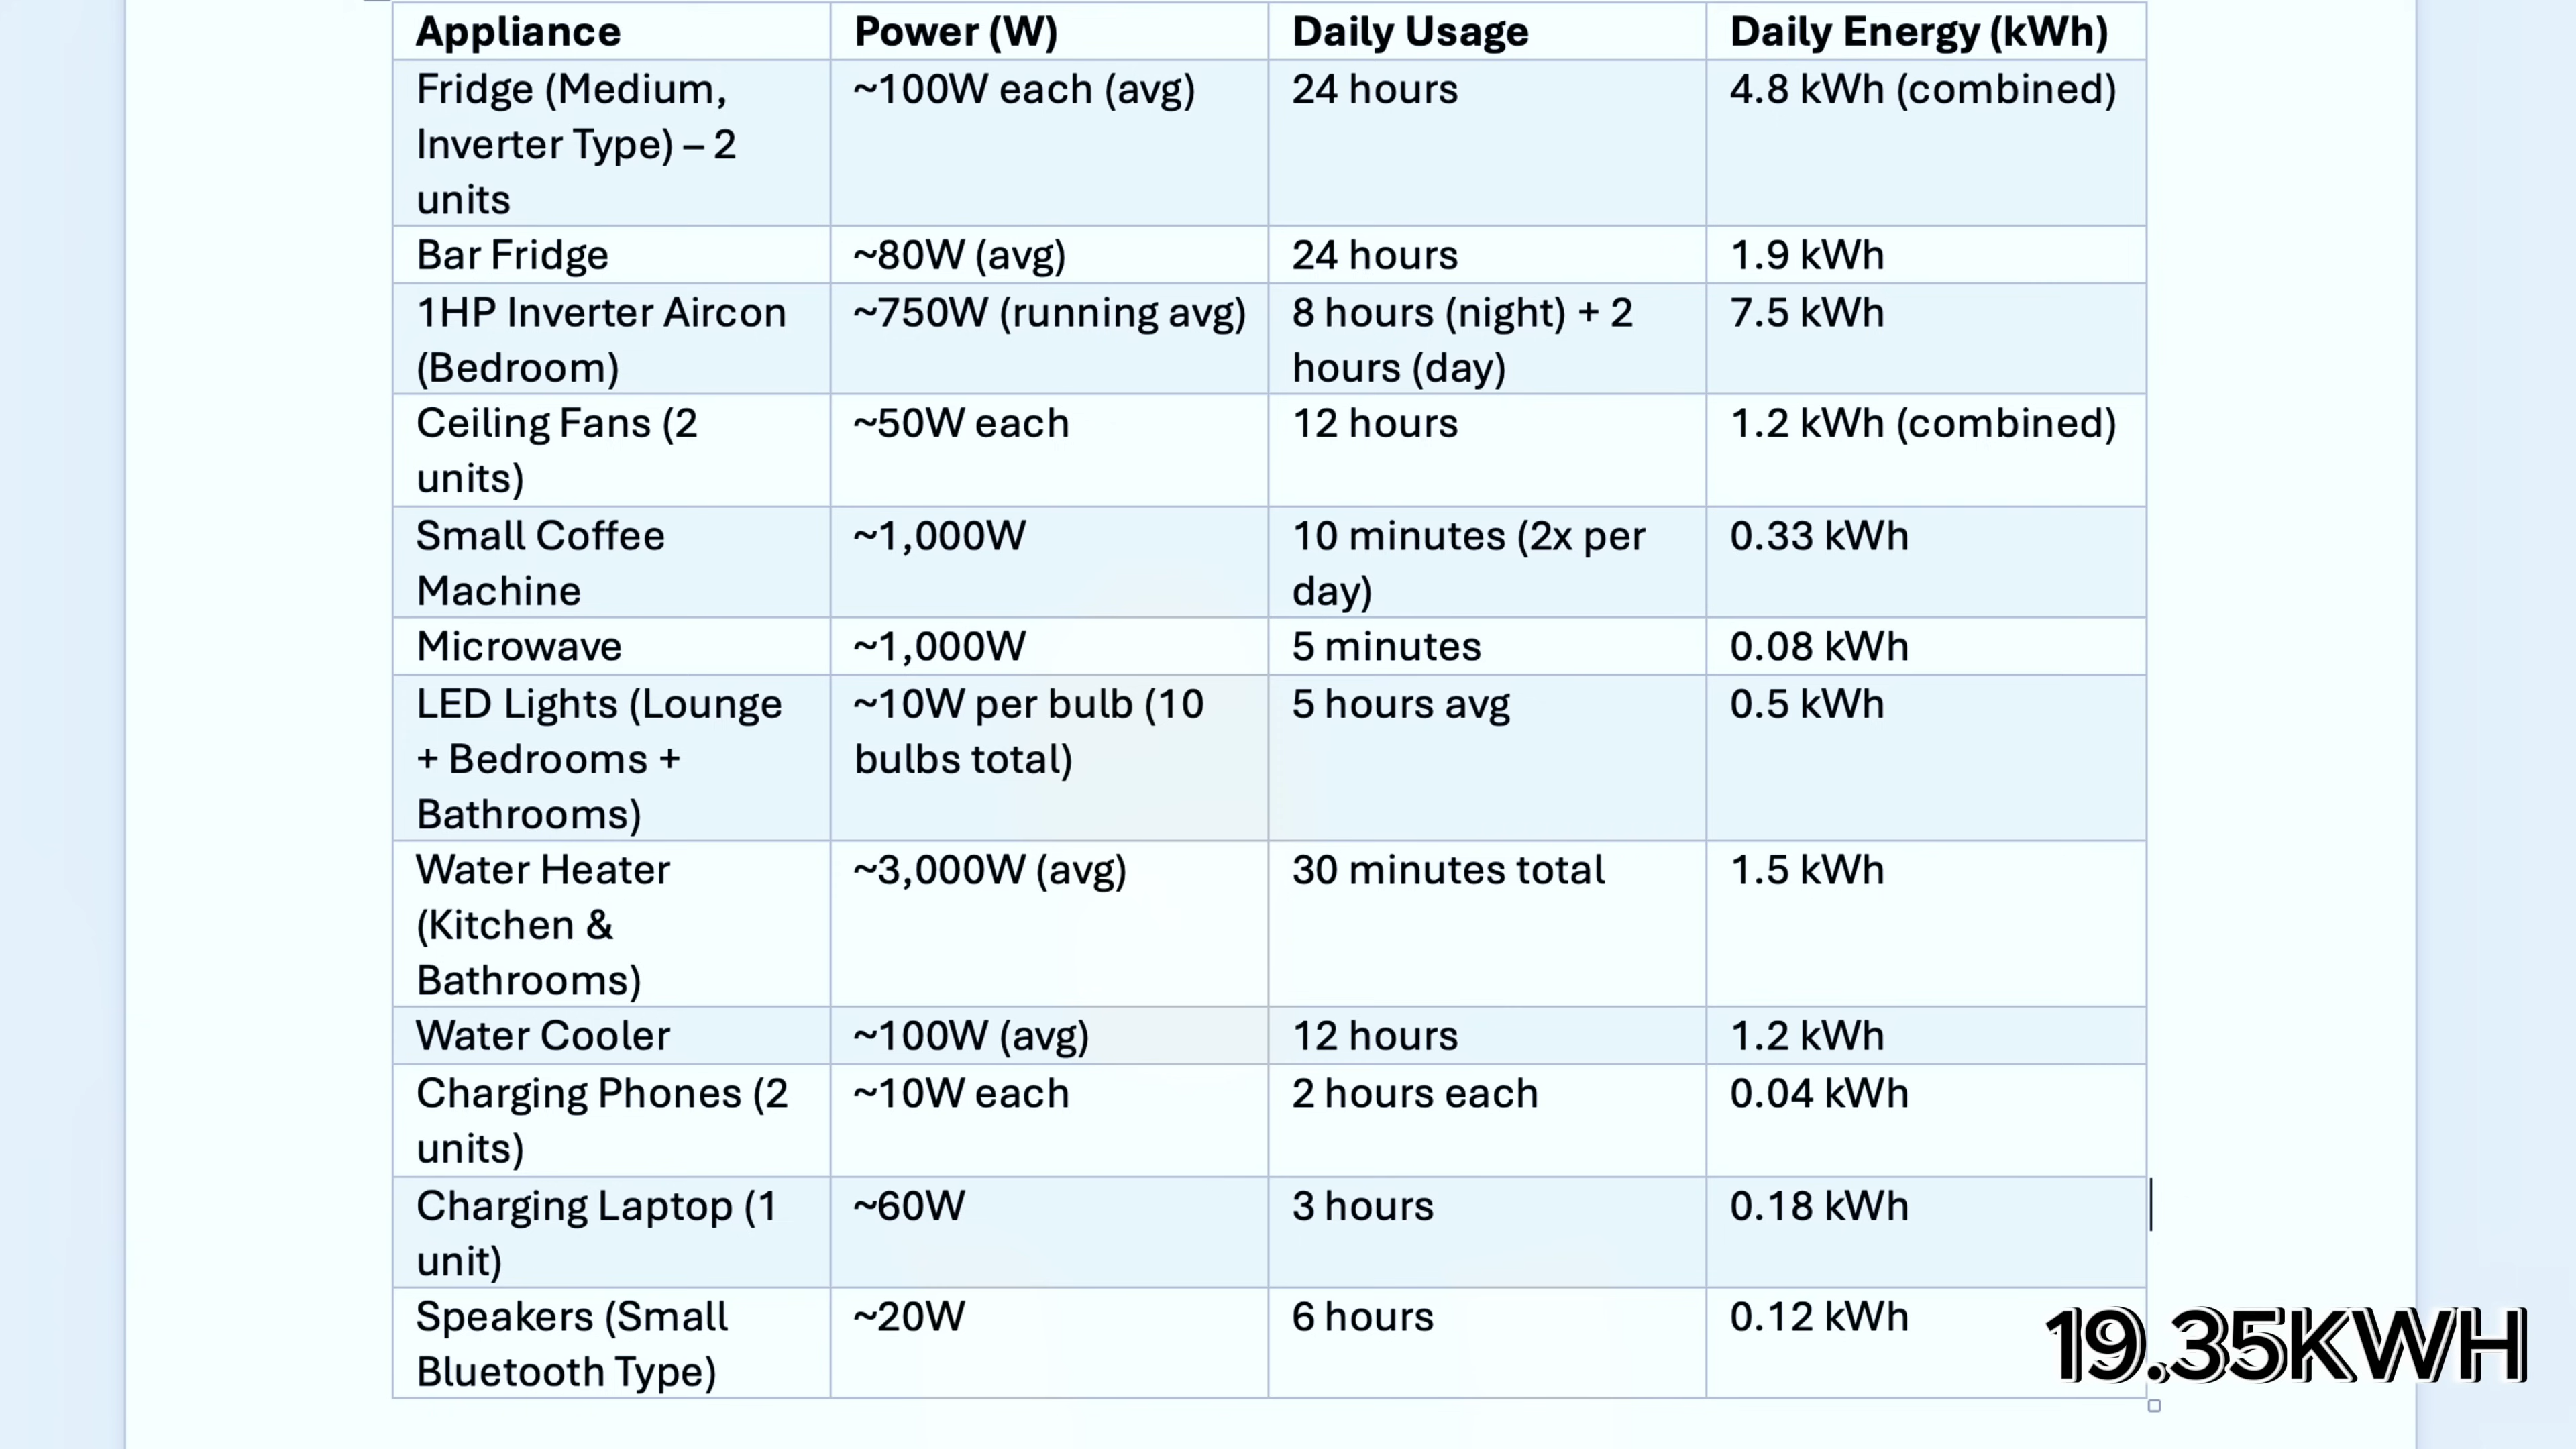 Appliance Power (W) Daily Usage Daily Energy (kWh)
Fridge (Medium, ~100W each (avg) 24 hours 4.8 kWh (combined)
Inverter Type) – 2
units
Bar Fridge ~80W (avg) 24 hours 1.9 kWh
1HP Inverter Aircon ~750W (running avg) 8 hours (night) + 2 7.5 kWh
(Bedroom) hours (day)
Ceiling Fans (2 ~50W each 12 hours 1.2 kWh (combined)
units)
Small Coffee ~1,000W 10 minutes (2x per 0.33 kWh
Machine day)
Microwave ~1,000W 5 minutes 0.08 kWh
LED Lights (Lounge ~10W per bulb (10 5 hours avg 0.5 kWh
+ Bedrooms + bulbs total)
Bathrooms)
Water Heater ~3,000W (avg) 30 minutes total 1.5 kWh
(Kitchen &
Bathrooms)
Water Cooler ~100W (avg) 12 hours 1.2 kWh
Charging Phones (2 ~10W each 2 hours each 0.04 kWh
units)
Charging Laptop (1 ~60W 3 hours 0.18 kWh
unit)
Speakers (Small ~20W 6 hours 0.12 kWh
Bluetooth Type)
19.35KWH